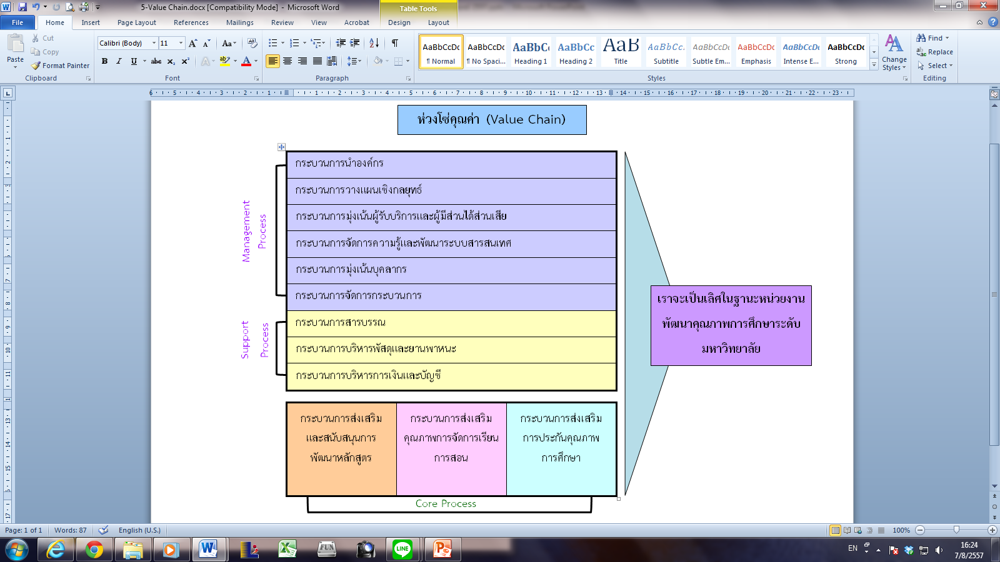 5-Value Chain.docx [Compatibility Mode] - Microsoft Word
Table Tools
File Home Insert Page Layout References Mailings Review View Acrobat Design Layout
Cut
Copy
Format Painter
Paste
Clipboard
Calibri (Body) 11
Font
Paragraph
AaBbCcDc AaBbCcDc AaBbCc AaBbCc AaB AaBbCc. AaBbCcDc AaBbCcDc AaBbCcDc AaBbCcDc
¶ Normal ¶ No Spaci... Heading 1 Heading 2 Title Subtitle Subtle Em... Emphasis Intense E... Strong
Change
Styles
Styles
Find
Replace
Select
Editing
ห่วงโซ่คุณค่า (Value Chain)
Management
Process
กระบวนการนำองค์กร
กระบวนการวางแผนเชิงกลยุทธ์
กระบวนการมุ่งเน้นผู้รับบริการและผู้มีส่วนได้ส่วนเสีย
กระบวนการจัดการความรู้และพัฒนาระบบสารสนเทศ
กระบวนการมุ่งเน้นบุคลากร
กระบวนการจัดการกระบวนการ
Support
Process
กระบวนการสารบรรณ
กระบวนการบริหารพัสดุและยานพาหนะ
กระบวนการบริหารการเงินและบัญชี
เราจะเป็นเลิศในฐานะหน่วยงาน
พัฒนาคุณภาพการศึกษาระดับ
มหาวิทยาลัย
กระบวนการส่งเสริม
และสนับสนุนการ
พัฒนาหลักสูตร
กระบวนการส่งเสริม
คุณภาพการจัดการเรียน
การสอน
กระบวนการส่งเสริม
การประกันคุณภาพ
การศึกษา
Core Process
Page: 1 of 1 Words: 87 English (U.S.) 100%
FUN
LINE
EN
16:24
7/8/2557